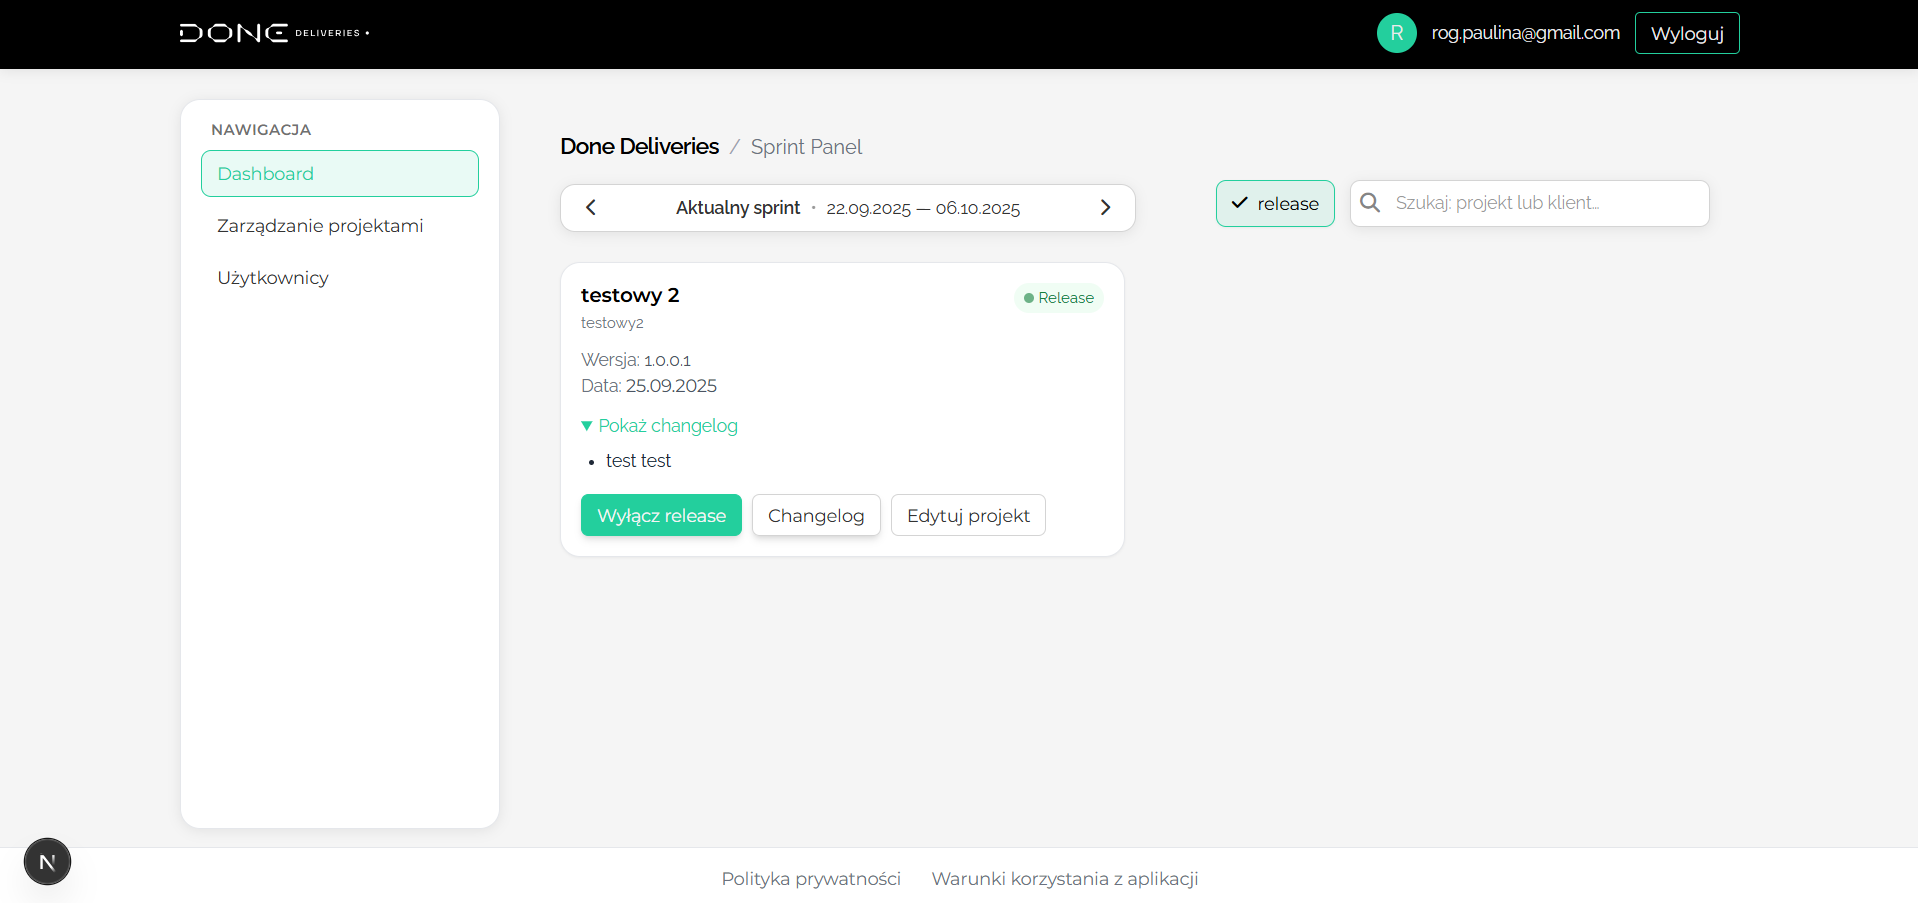 DONE DELIVERIES
R rog.paulina@gmail.com Wyloguj
NAWIGACJA
Dashboard
Zarządzanie projektami
Użytkownicy
Done Deliveries / Sprint Panel
Aktualny sprint • 22.09.2025 — 06.10.2025
release
Szukaj: projekt lub klient...
testowy 2
Release
testowy2
Wersja: 1.0.0.1
Data: 25.09.2025
▼ Pokaż changelog
• test test
Wyłącz release Changelog Edytuj projekt
N
Polityka prywatności Warunki korzystania z aplikacji